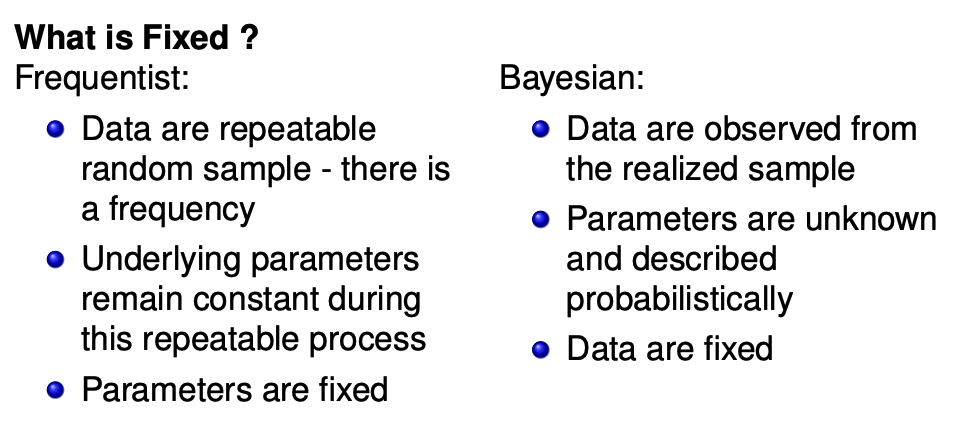 What is Fixed ?
Frequentist:
Data are repeatable
random sample - there is
a frequency
Underlying parameters
remain constant during
this repeatable process
Parameters are fixed
Bayesian:
Data are observed from
the realized sample
Parameters are unknown
and described
probabilistically
Data are fixed